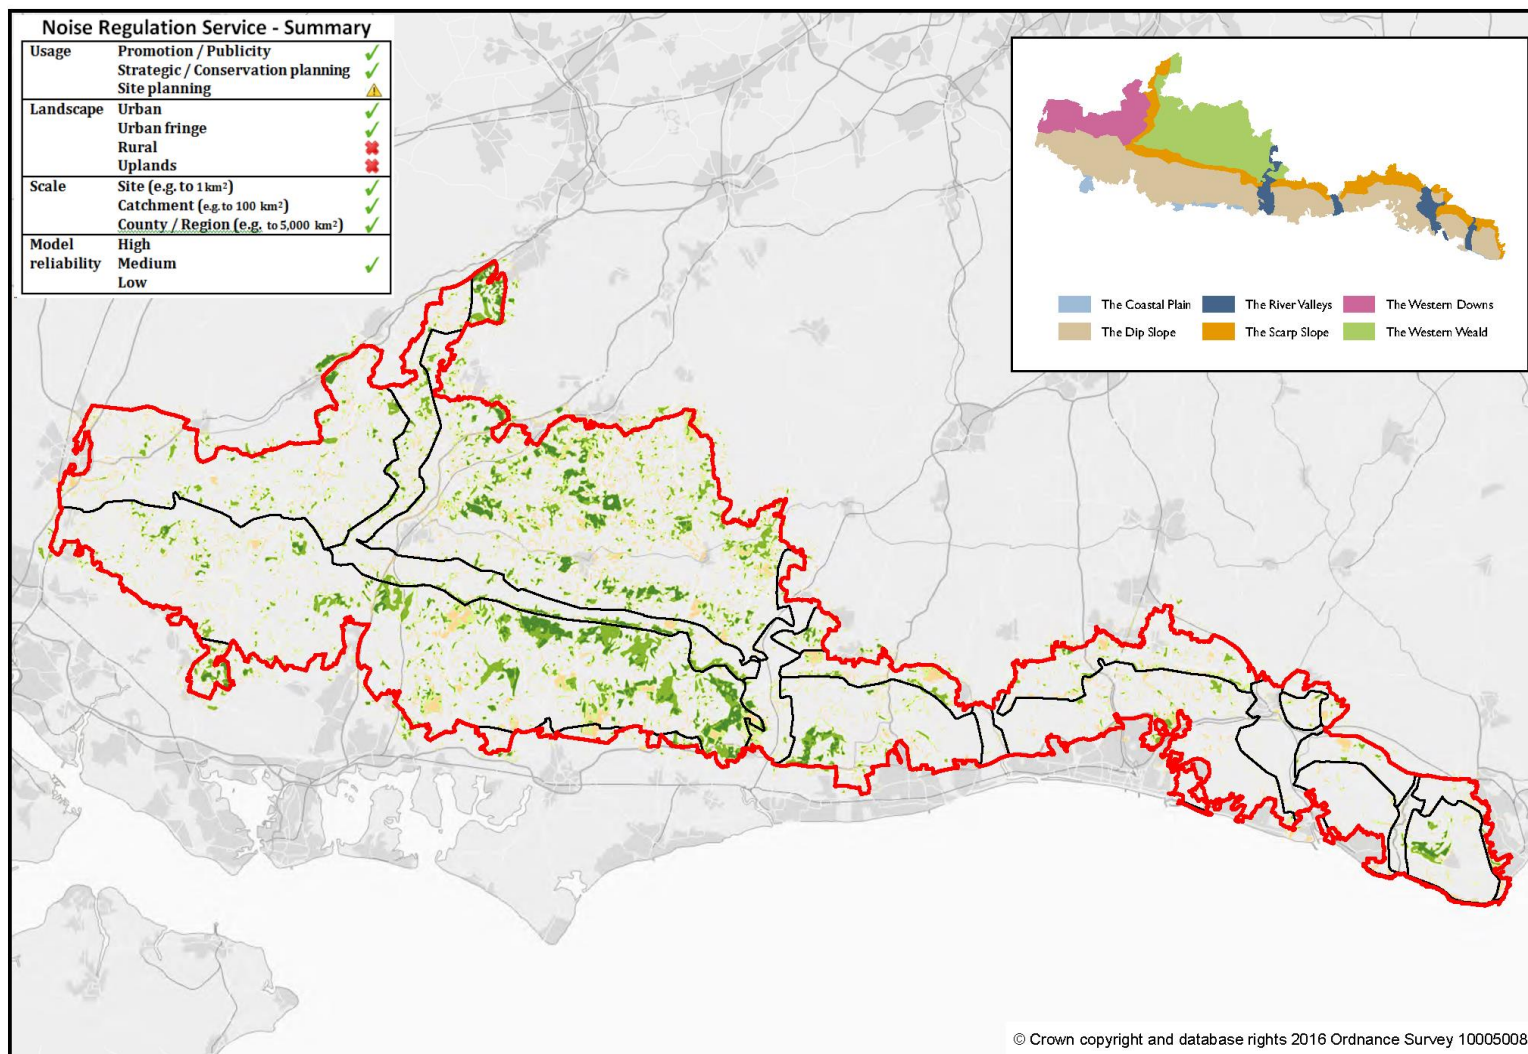 Noise Regulation Service - Summary
Usage Promotion / Publicity ✓
Strategic / Conservation planning ✓
Site planning ⚠
Landscape Urban ✓
Urban fringe ✓
Rural ✖
Uplands ✖
Scale Site (e.g. to 1 km²) ✓
Catchment (e.g. to 100 km²) ✓
County / Region (e.g. to 5,000 km²) ✓
Model High
reliability Medium ✓
Low
The Coastal Plain The River Valleys The Western Downs
The Dip Slope The Scarp Slope The Western Weald
© Crown copyright and database rights 2016 Ordnance Survey 10005008